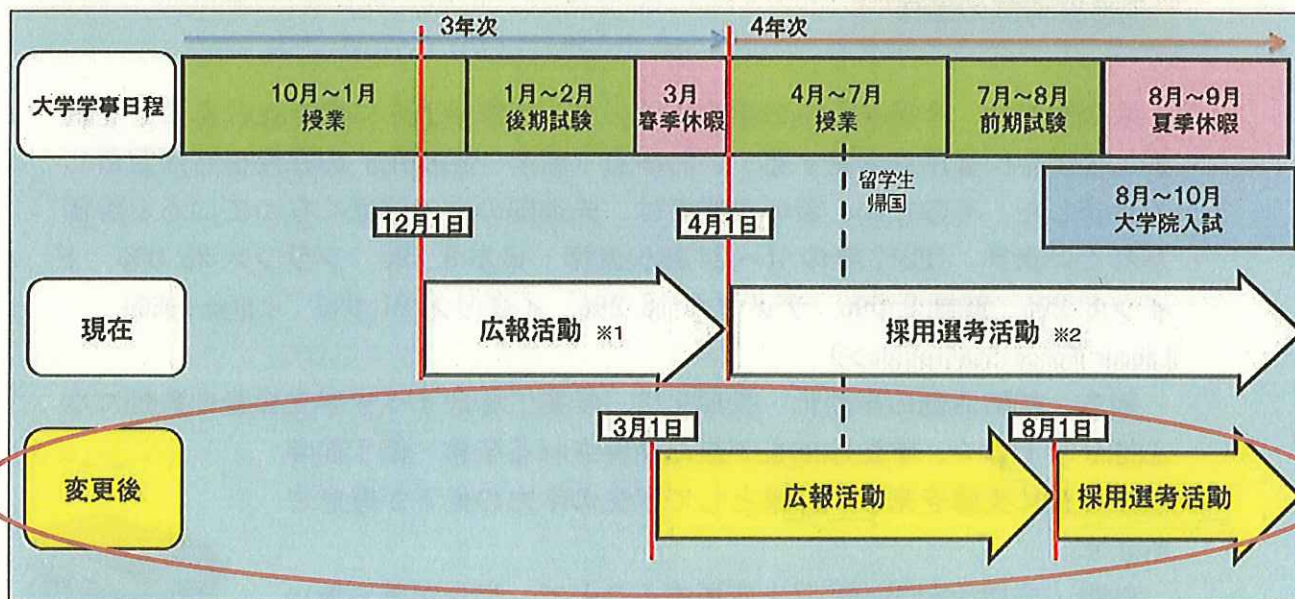 3年次
4年次
大学学事日程
10月～1月
授業
1月～2月
後期試験
3月
春季休暇
4月～7月
授業
7月～8月
前期試験
8月～9月
夏季休暇
留学生
帰国
8月～10月
大学院入試
12月1日
4月1日
現在
広報活動 ※1
採用選考活動 ※2
3月1日
8月1日
変更後
広報活動
採用選考活動